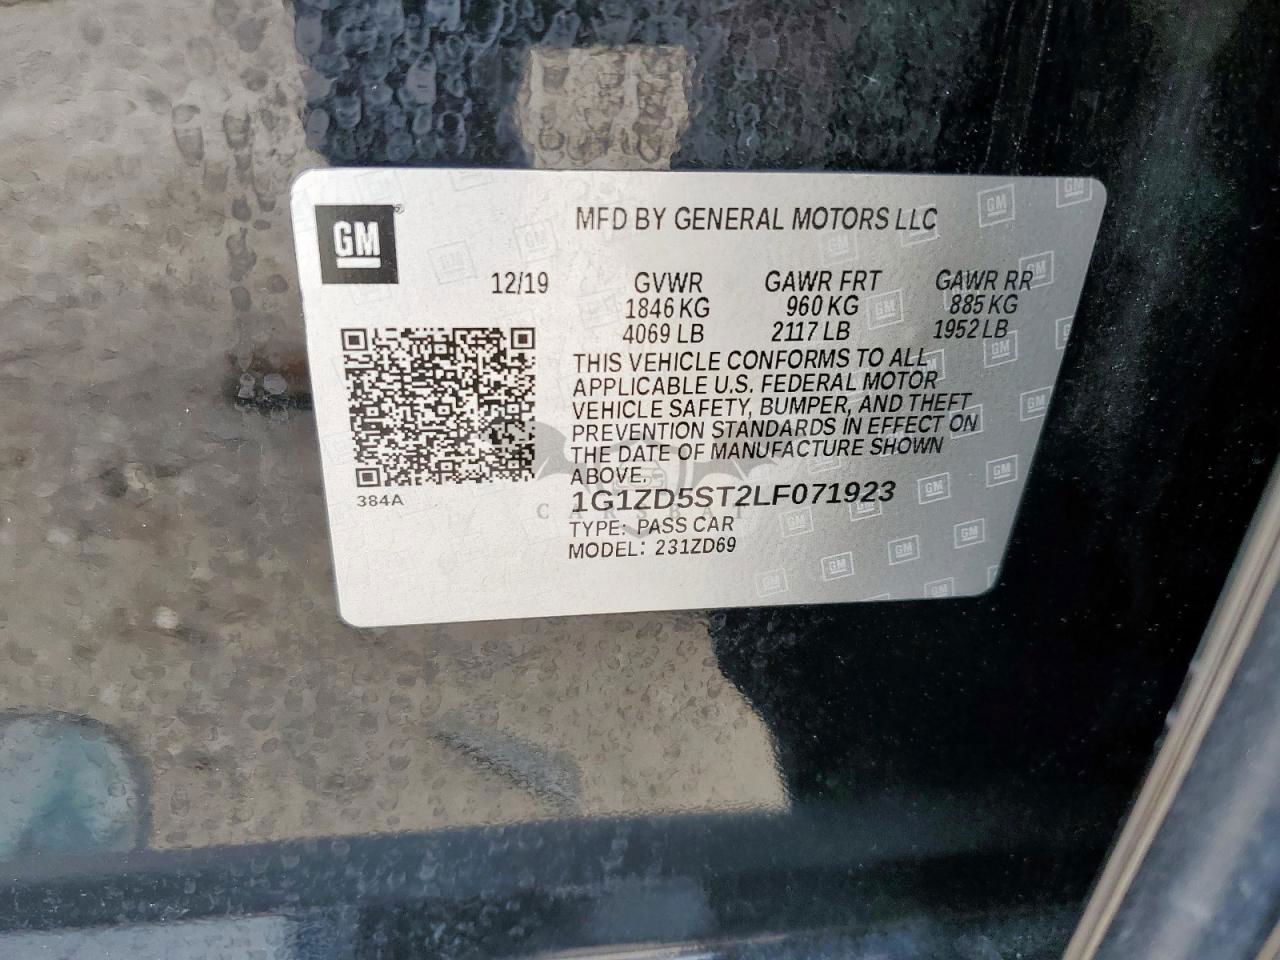 GM
MFD BY GENERAL MOTORS LLC
12/19 GVWR GAWR FRT GAWR RR
1846 KG 960 KG 885 KG
4069 LB 2117 LB 1952 LB
THIS VEHICLE CONFORMS TO ALL
APPLICABLE U.S. FEDERAL MOTOR
VEHICLE SAFETY, BUMPER, AND THEFT
PREVENTION STANDARDS IN EFFECT ON
THE DATE OF MANUFACTURE SHOWN
ABOVE.
384A
1G1ZD5ST2LF071923
CARSBAT
TYPE: PASS CAR
MODEL: 231ZD69